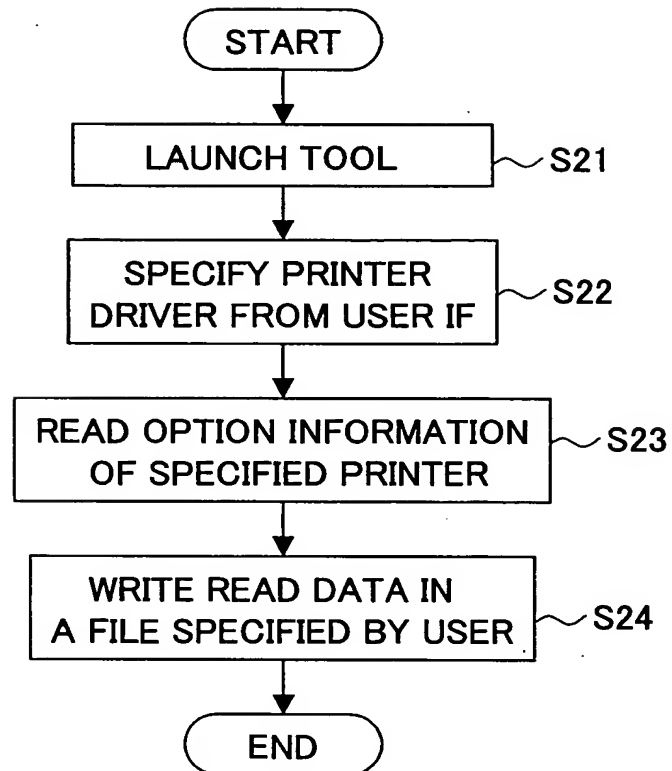 START
LAUNCH TOOL
S21
SPECIFY PRINTER
DRIVER FROM USER IF
S22
READ OPTION INFORMATION
OF SPECIFIED PRINTER
S23
WRITE READ DATA IN
A FILE SPECIFIED BY USER
S24
END